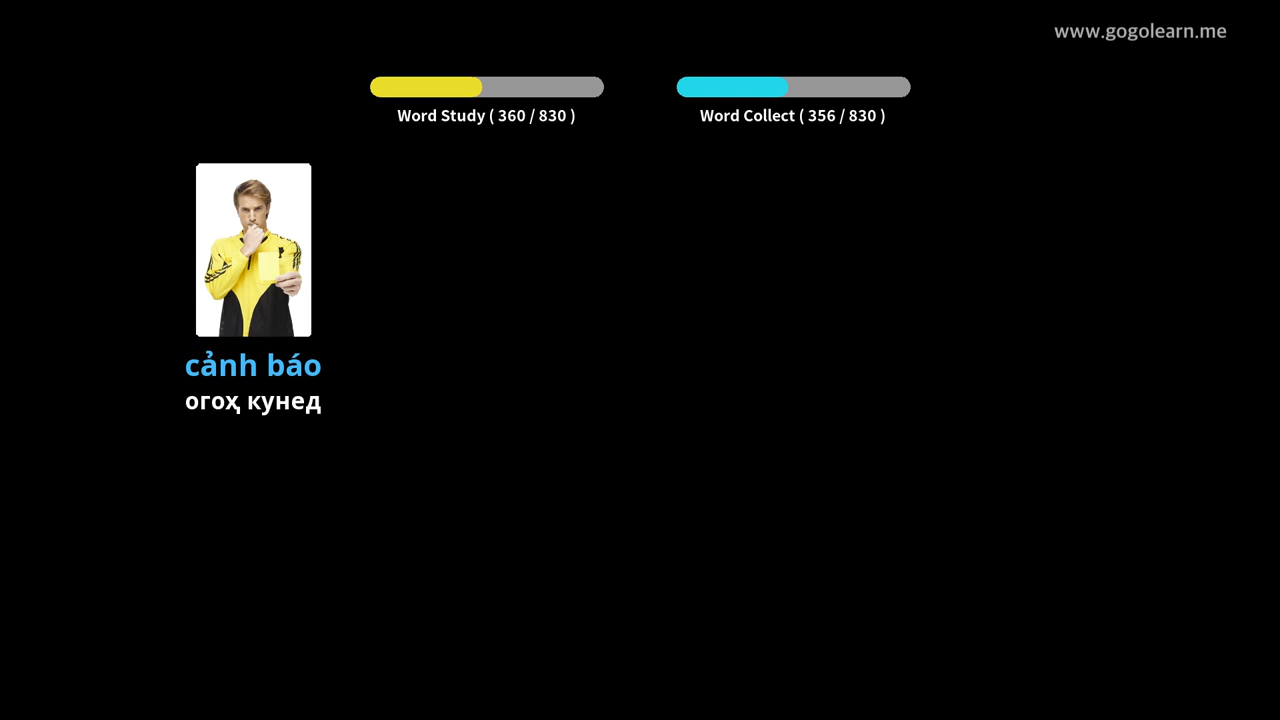 www.gogolearn.me
Word Study ( 360 / 830 )
Word Collect ( 356 / 830 )
cảnh báo
огоҳ кунед